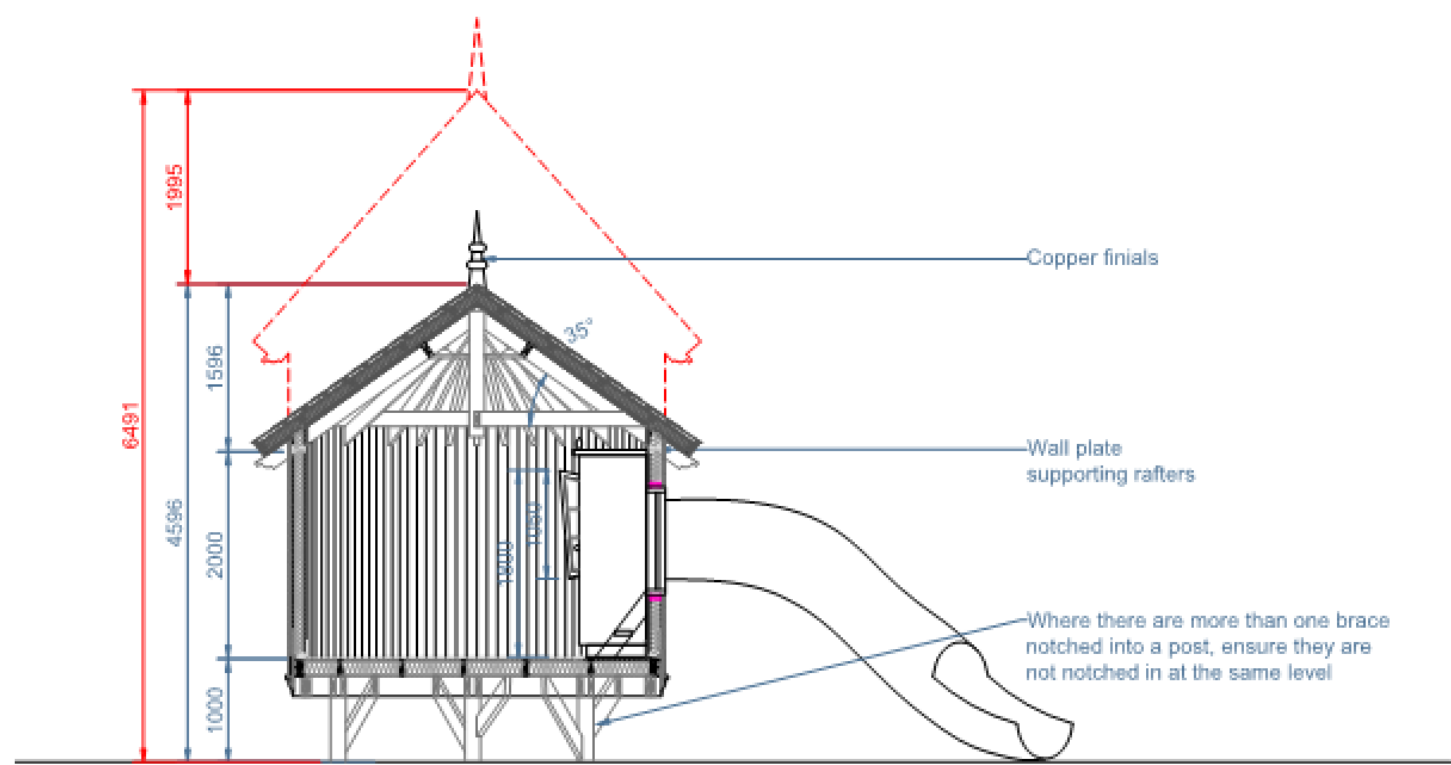 1995
Copper finials
35°
1596
6491
Wall plate
supporting rafters
4596
2000
1800
1050
Where there are more than one brace
notched into a post, ensure they are
not notched in at the same level
1000